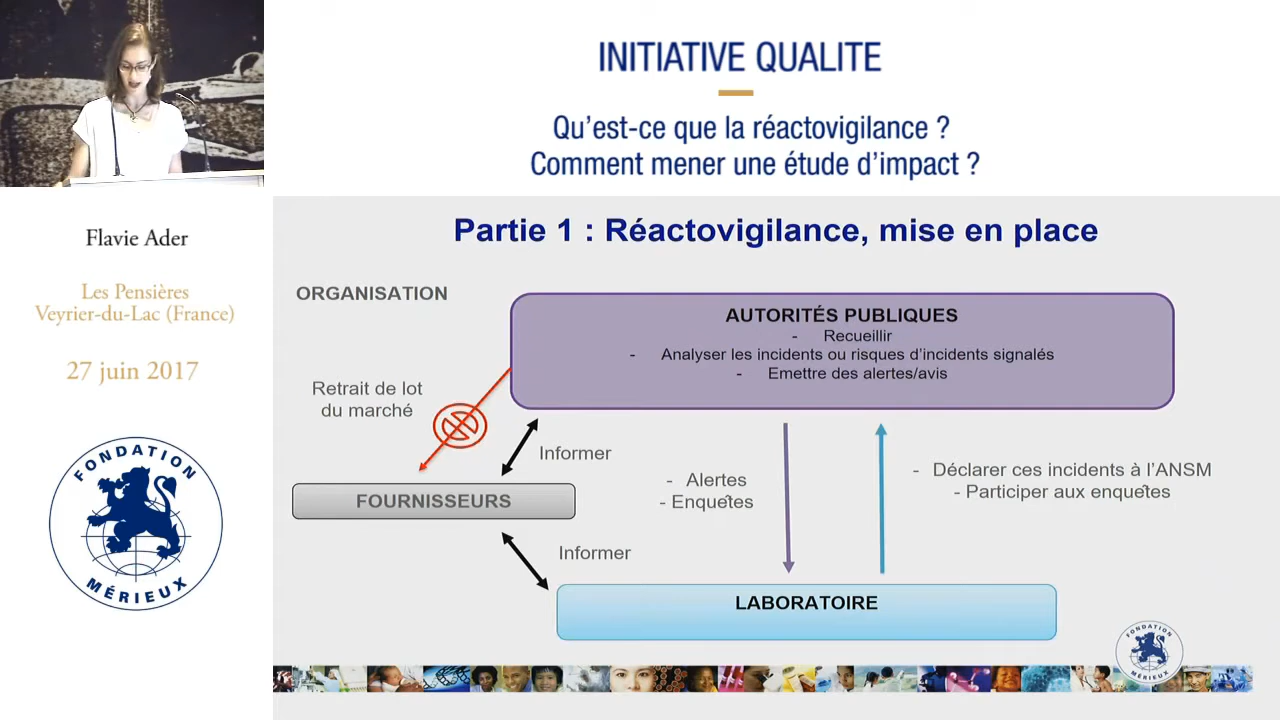 INITIATIVE QUALITE
Qu'est-ce que la réactovigilance ?
Comment mener une étude d'impact ?
Flavie Ader
Les Pensières
Veyrier-du-Lac (France)
27 juin 2017
FONDATION
MÉRIEUX
Partie 1 : Réactovigilance, mise en place
ORGANISATION
AUTORITÉS PUBLIQUES
- Recueillir
- Analyser les incidents ou risques d'incidents signalés
- Emettre des alertes/avis
Retrait de lot
du marché
Informer
- Alertes
- Enquêtes
- Déclarer ces incidents à l'ANSM
- Participer aux enquêtes
FOURNISSEURS
Informer
LABORATOIRE
FONDATION
MÉRIEUX